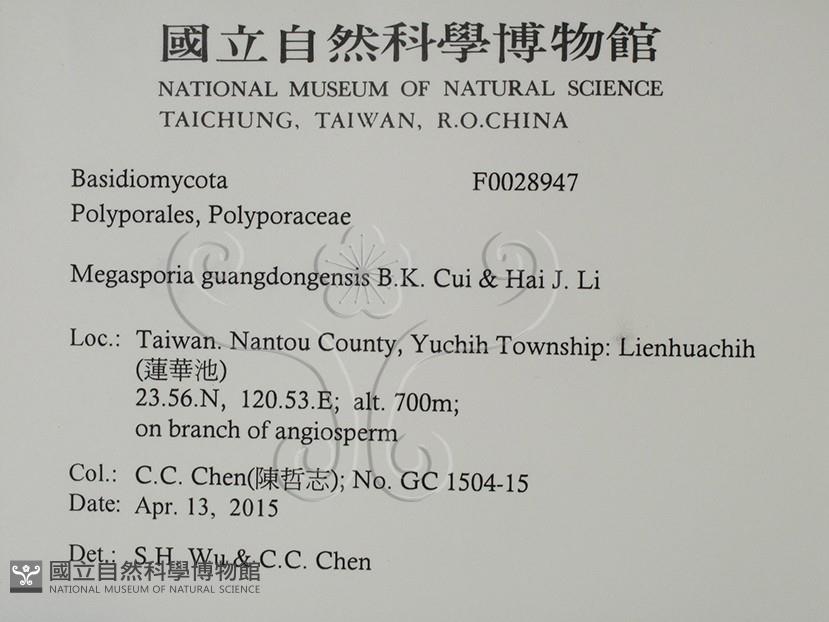 國立自然科學博物館
NATIONAL MUSEUM OF NATURAL SCIENCE
TAICHUNG, TAIWAN, R.O.CHINA
Basidiomycota F0028947
Polyporales, Polyporaceae
Megasporia guangdongensis B.K. Cui & Hai J. Li
Loc.: Taiwan. Nantou County, Yuchih Township: Lienhuachih
(蓮華池)
23.56.N, 120.53.E; alt. 700m;
on branch of angiosperm
Col.: C.C. Chen(陳哲志); No. GC 1504-15
Date: Apr. 13, 2015
Det.: S.H. Wu & C.C. Chen
國立自然科學博物館
NATIONAL MUSEUM OF NATURAL SCIENCE